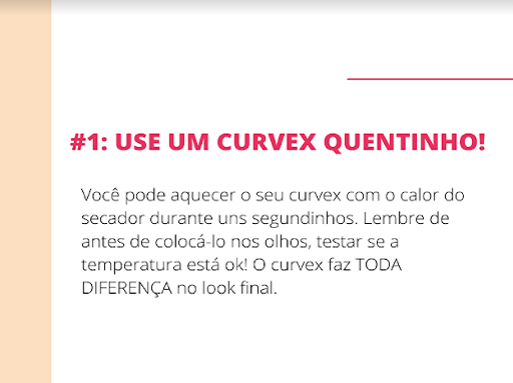 #1: USE UM CURVEX QUENTINHO!
Você pode aquecer o seu curvex com o calor do
secador durante uns segundinhos. Lembre de
antes de colocá-lo nos olhos, testar se a
temperatura está ok! O curvex faz TODA
DIFERENÇA no look final.